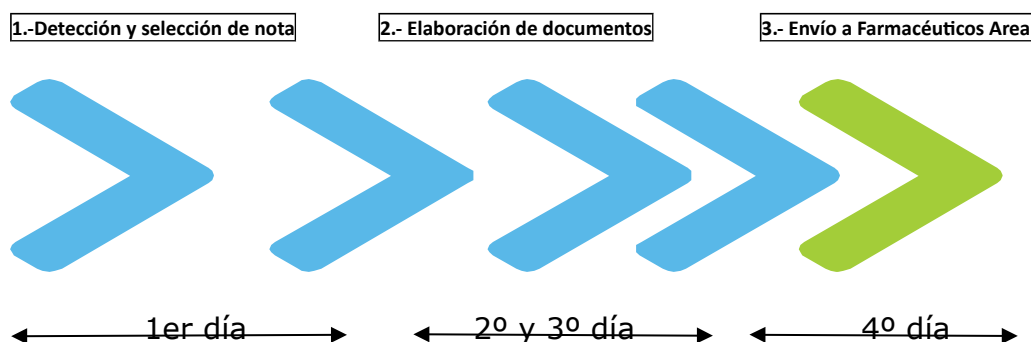 1.-Detección y selección de nota
2.- Elaboración de documentos
3.- Envío a Farmacéuticos Area
1er día
2º y 3º día
4º día